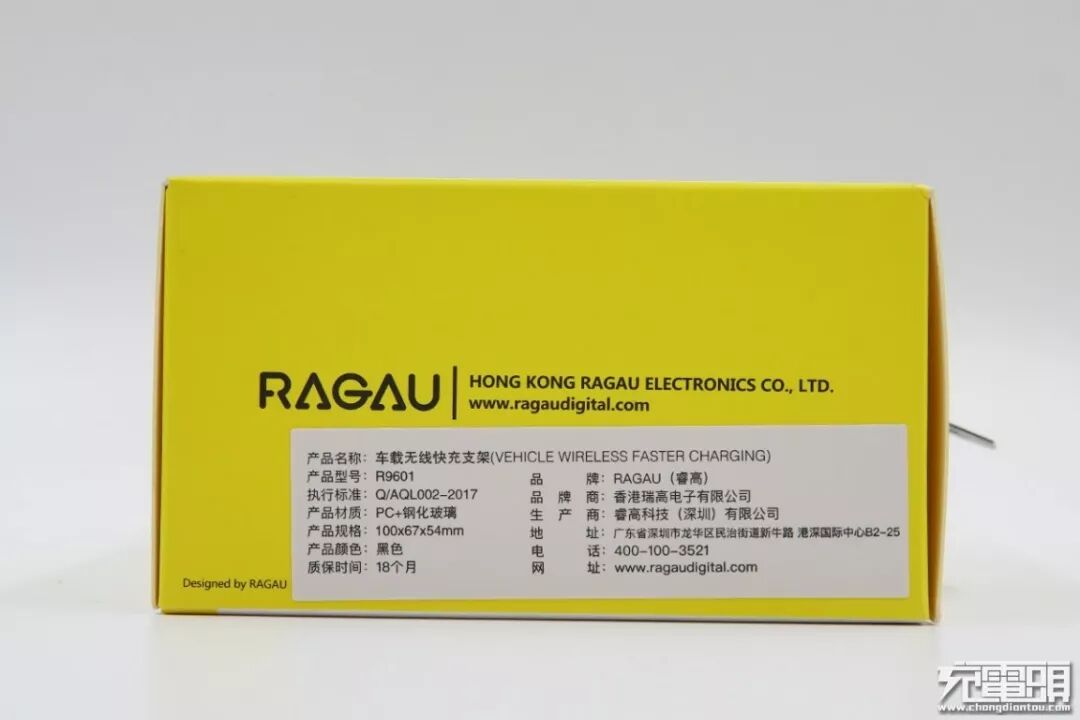 RAGAU
HONG KONG RAGAU ELECTRONICS CO., LTD.
www.ragaudigital.com
产品名称：车载无线快充支架(VEHICLE WIRELESS FASTER CHARGING)
产品型号：R9601
执行标准：Q/AQL002-2017
产品材质：PC+钢化玻璃
产品规格：100x67x54mm
产品颜色：黑色
质保时间：18个月
品 牌：RAGAU（睿高）
品 牌 商：香港瑞高电子有限公司
生 产 商：睿高科技（深圳）有限公司
地 址：广东省深圳市龙华区民治街道新牛路 港深国际中心B2-25
电 话：400-100-3521
网 址：www.ragaudigital.com
Designed by RAGAU
充電頭
www.chongdiantou.com